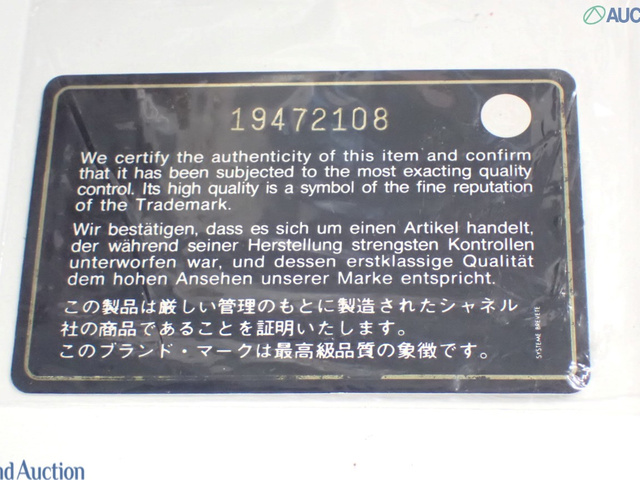 AUC
19472108
We certify the authenticity of this item and confirm
that it has been subjected to the most exacting quality
control. Its high quality is a symbol of the fine reputation
of the Trademark.
Wir bestätigen, dass es sich um einen Artikel handelt,
der während seiner Herstellung strengsten Kontrollen
unterworfen war, und dessen erstklassige Qualität
dem hohen Ansehen unserer Marke entspricht.
この製品は厳しい管理のもとに製造されたシャネル
社の商品であることを証明いたします。
このブランド・マークは最高級品質の象徴です。
SYSTEME BREVETE
nd Auction